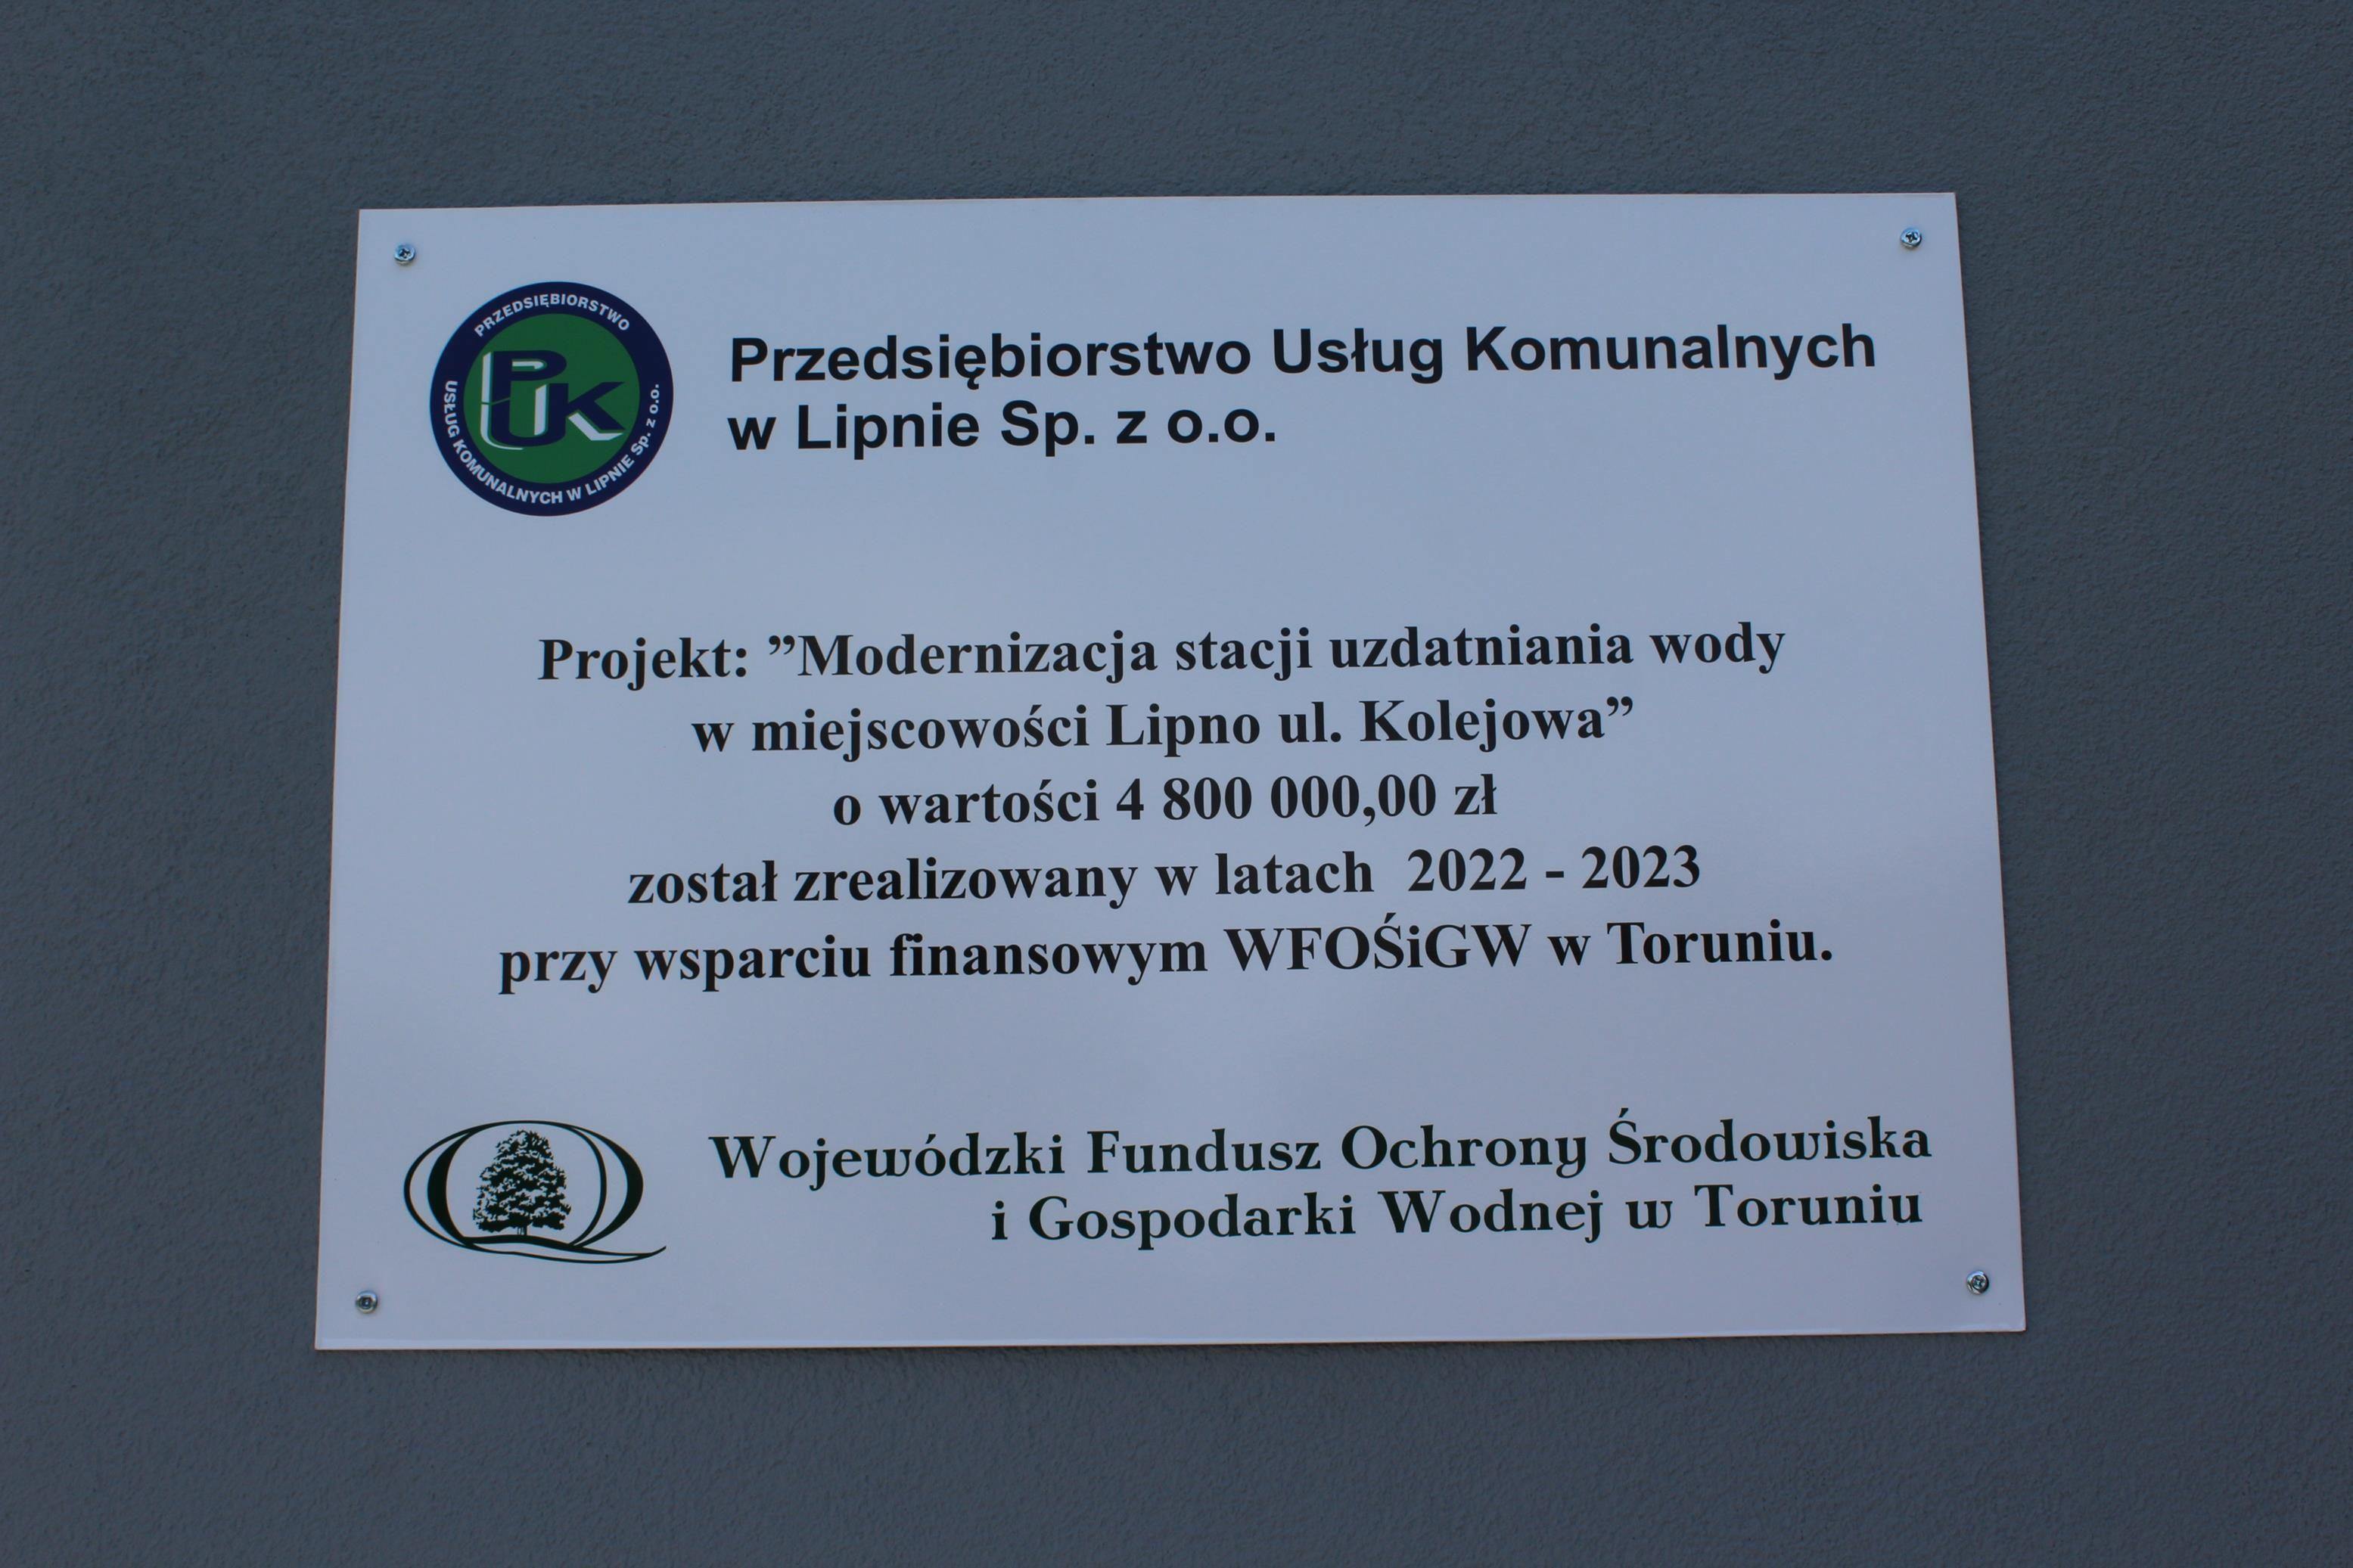 PRZEDSIĘBIORSTWO
PUK
USŁUG KOMUNALNYCH W LIPNIE Sp. z o.o.
Przedsiębiorstwo Usług Komunalnych
w Lipnie Sp. z o.o.
Projekt: ”Modernizacja stacji uzdatniania wody
w miejscowości Lipno ul. Kolejowa”
o wartości 4 800 000,00 zł
został zrealizowany w latach 2022 - 2023
przy wsparciu finansowym WFOŚiGW w Toruniu.
Wojewódzki Fundusz Ochrony Środowiska
i Gospodarki Wodnej w Toruniu